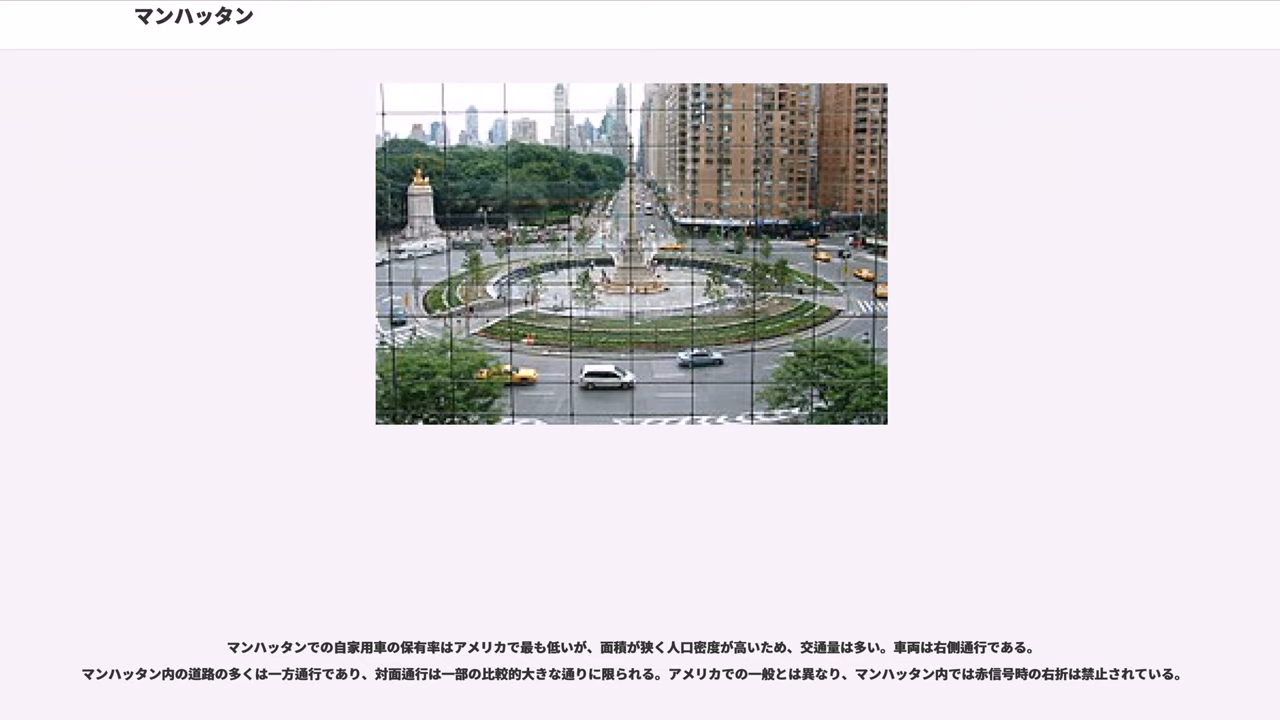 マンハッタン
マンハッタンでの自家用車の保有率はアメリカで最も低いが、面積が狭く人口密度が高いため、交通量は多い。車両は右側通行である。
マンハッタン内の道路の多くは一方通行であり、対面通行は一部の比較的大きな通りに限られる。アメリカでの一般とは異なり、マンハッタン内では赤信号時の右折は禁止されている。